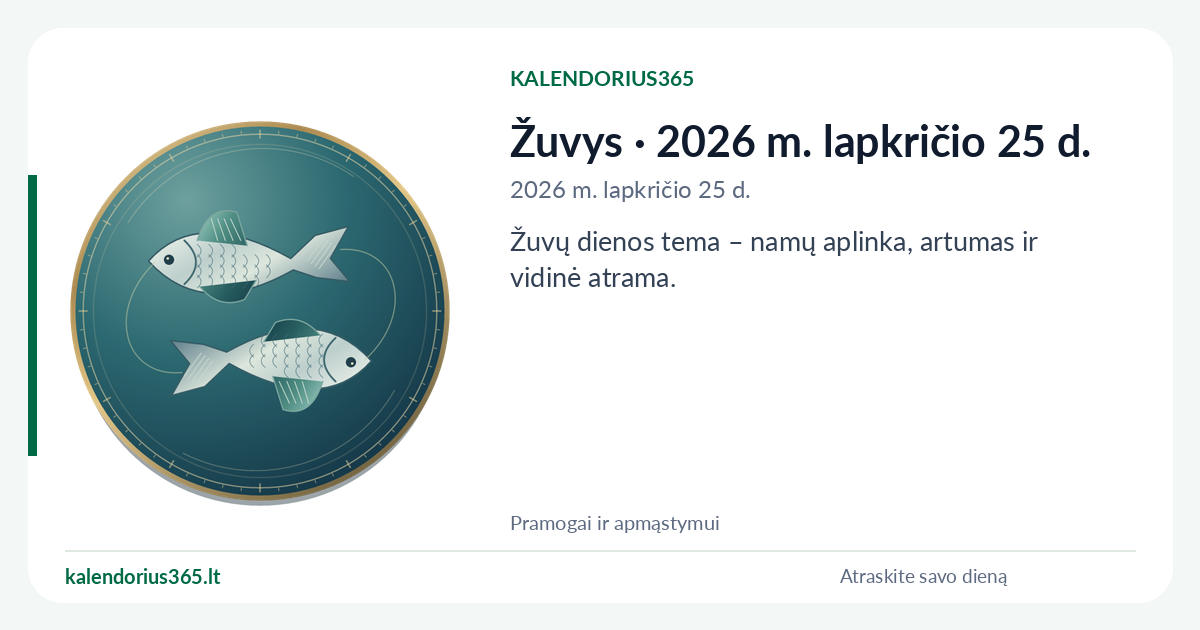 KALENDORIUS365
Žuvys · 2026 m. lapkričio 25 d.
2026 m. lapkričio 25 d.
Žuvų dienos tema – namų aplinka, artumas ir
vidinė atrama.
Pramogai ir apmąstymui
kalendorius365.lt
Atraskite savo dieną